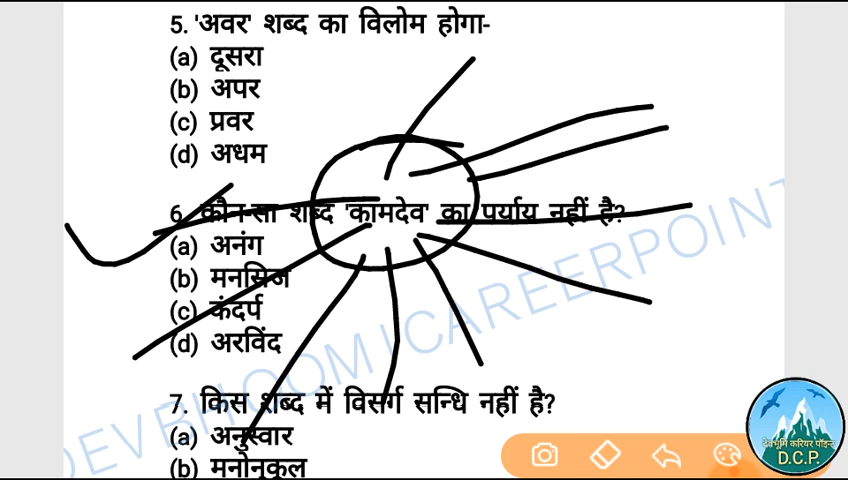 5. 'अवर' शब्द का विलोम होगा-
(a) दूसरा
(b) अपर
(c) प्रवर
(d) अधम
6. कौन-सा शब्द 'कामदेव' का पर्याय नहीं है?
(a) अनंग
(b) मनसिज
(c) कंदर्प
(d) अरविंद
7. किस शब्द में विसर्ग सन्धि नहीं है?
(a) अनुस्वार
(b) मनोनुकूल
DEVBHOOMICAREERPOINT
देवभूमि करियर पॉइन्ट
D.C.P.